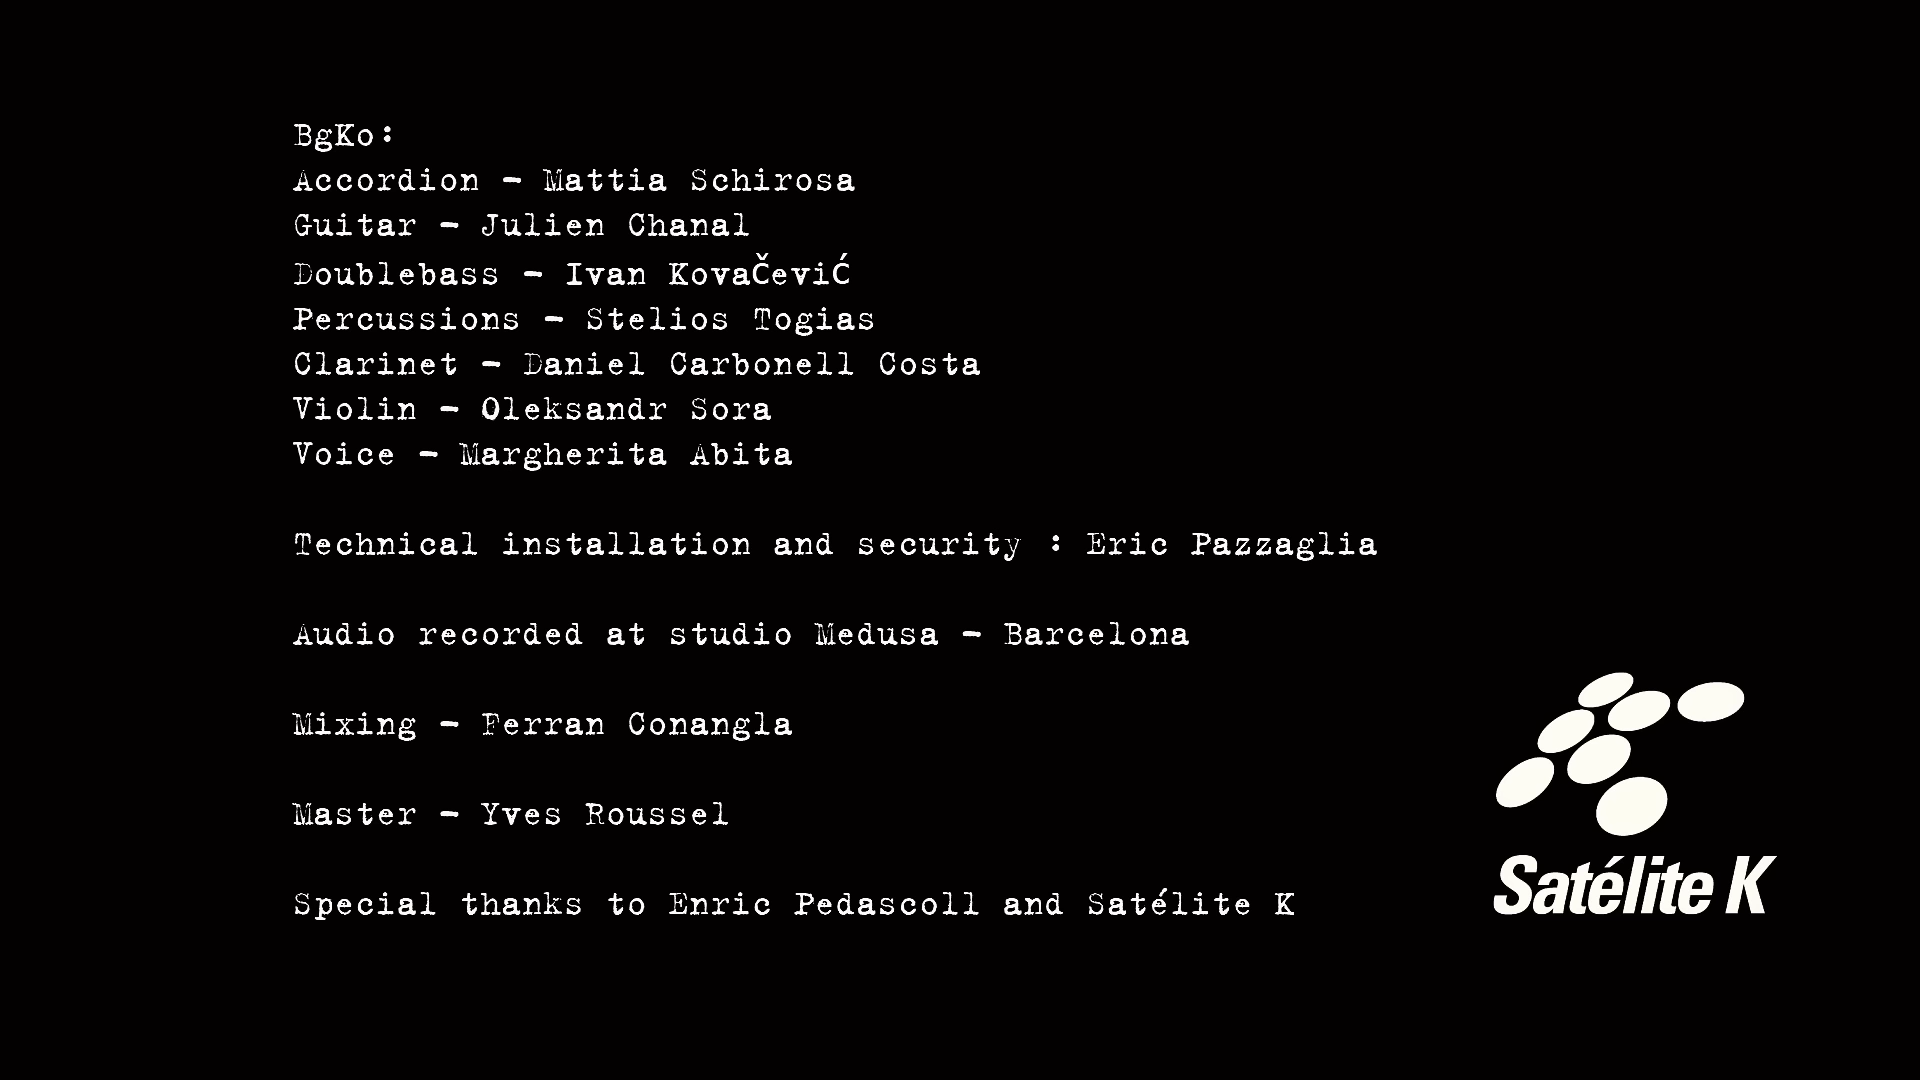 BgKo:
Accordion - Mattia Schirosa
Guitar - Julien Chanal
Doublebass - Ivan KovaČeviĆ
Percussions - Stelios Togias
Clarinet - Daniel Carbonell Costa
Violin - Oleksandr Sora
Voice - Margherita Abita
Technical installation and security : Eric Pazzaglia
Audio recorded at studio Medusa - Barcelona
Mixing - Ferran Conangla
Master - Yves Roussel
Special thanks to Enric Pedascoll and Satélite K
Satélite K